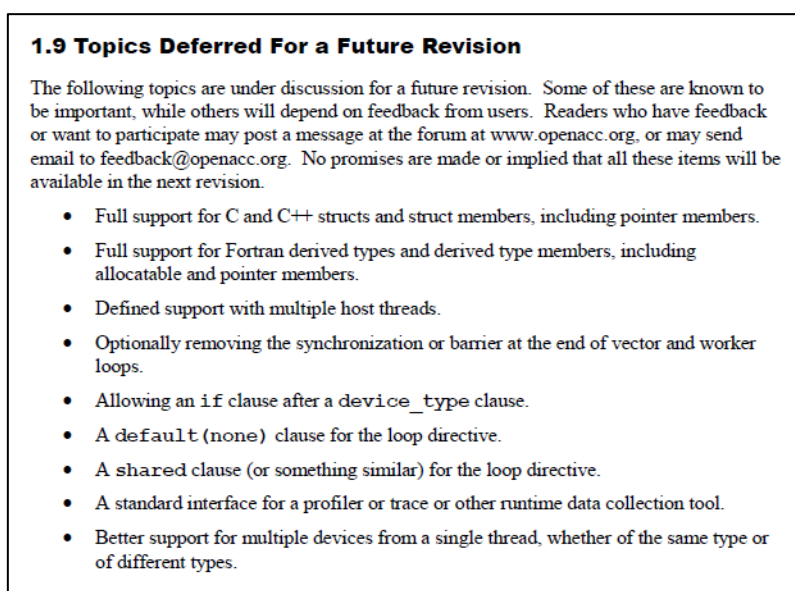 1.9 Topics Deferred For a Future Revision
The following topics are under discussion for a future revision. Some of these are known to
be important, while others will depend on feedback from users. Readers who have feedback
or want to participate may post a message at the forum at www.openacc.org, or may send
email to feedback@openacc.org. No promises are made or implied that all these items will be
available in the next revision.
• Full support for C and C++ structs and struct members, including pointer members.
• Full support for Fortran derived types and derived type members, including
allocatable and pointer members.
• Defined support with multiple host threads.
• Optionally removing the synchronization or barrier at the end of vector and worker
loops.
• Allowing an if clause after a device_type clause.
• A default(none) clause for the loop directive.
• A shared clause (or something similar) for the loop directive.
• A standard interface for a profiler or trace or other runtime data collection tool.
• Better support for multiple devices from a single thread, whether of the same type or
of different types.